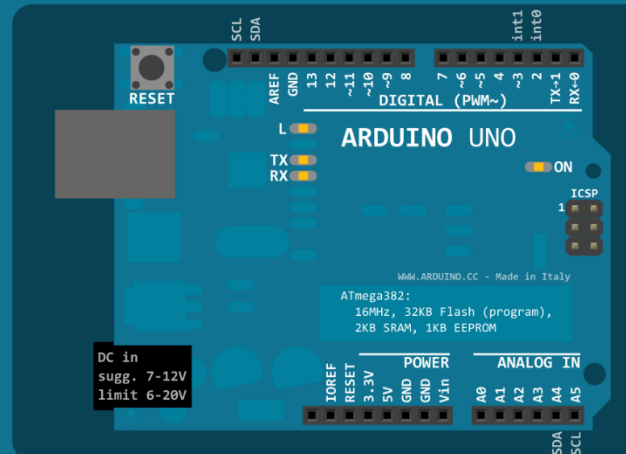 SCL
SDA
int1
int0
RESET
AREF
GND
13
12
~11
~10
~9
8
7
~6
~5
4
~3
2
TX→1
RX←0
DIGITAL (PWM~)
L
TX
RX
ARDUINO UNO
ON
ICSP
1
WWW.ARDUINO.CC - Made in Italy
ATmega382:
16MHz, 32KB Flash (program),
2KB SRAM, 1KB EEPROM
DC in
sugg. 7-12V
limit 6-20V
POWER
ANALOG IN
IOREF
RESET
3.3V
5V
GND
GND
Vin
A0
A1
A2
A3
A4
A5
SDA
SCL